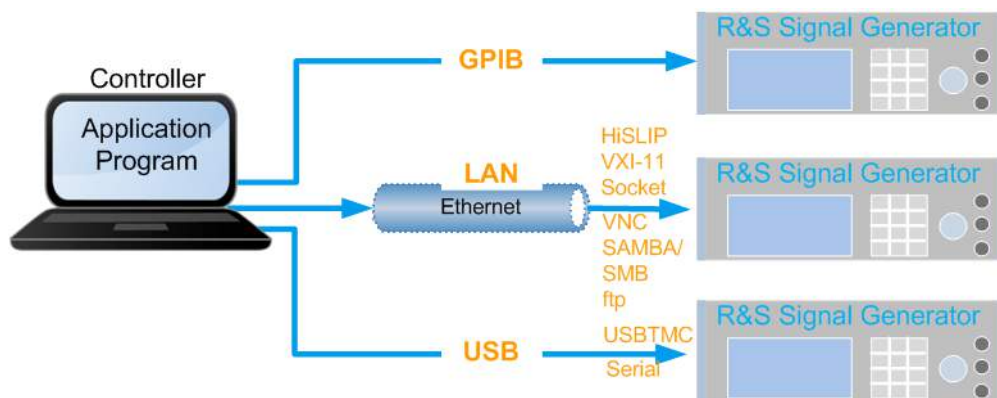 R&S Signal Generator
GPIB
Controller
Application
Program
HiSLIP
VXI-11
Socket
LAN
Ethernet
R&S Signal Generator
VNC
SAMBA/
SMB
ftp
R&S Signal Generator
USBTMC
USB
Serial